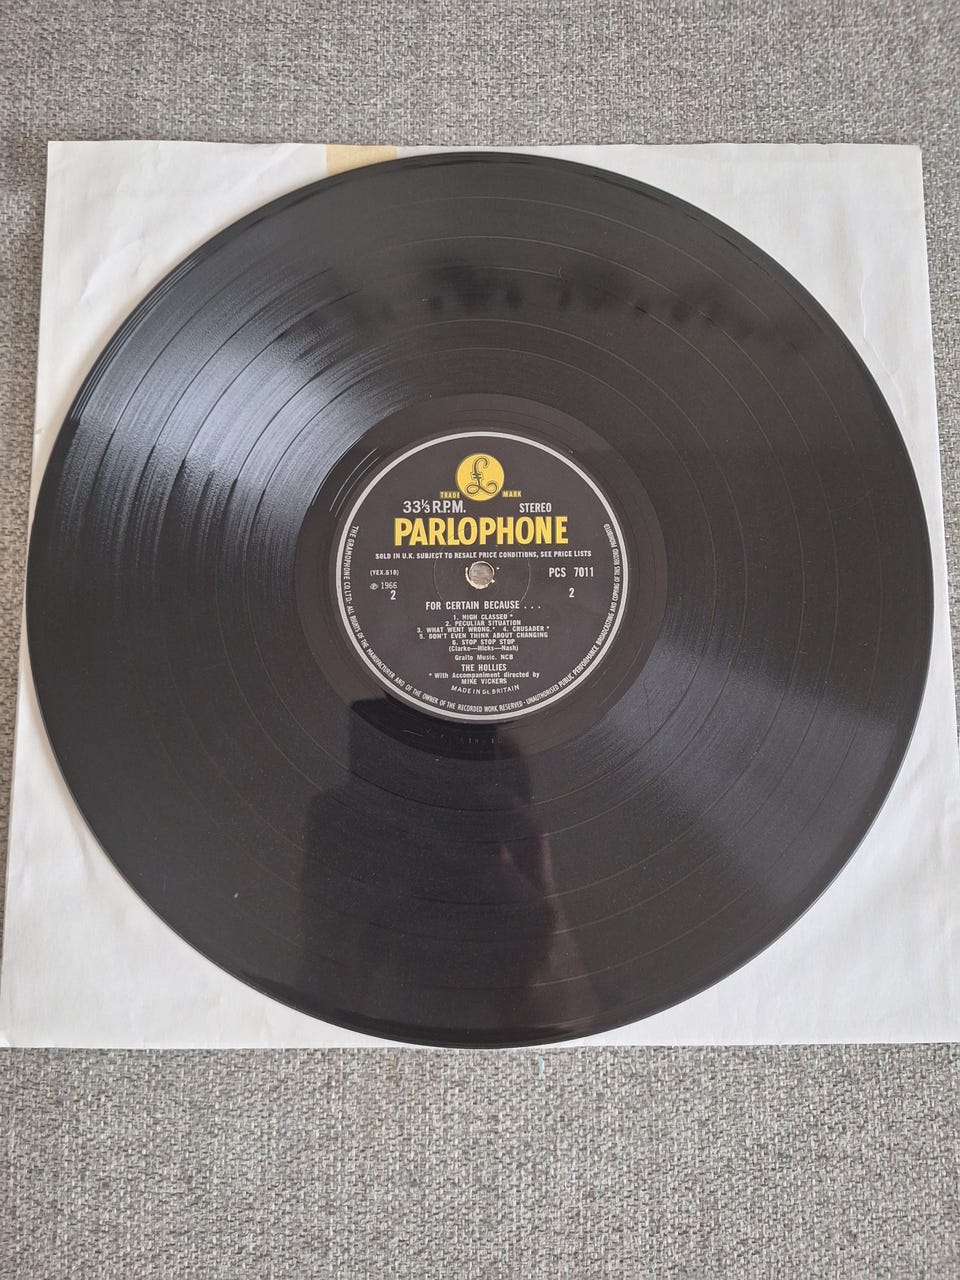 £
TRADE MARK
33⅓ R.P.M. STEREO
PARLOPHONE
SOLD IN U.K. SUBJECT TO RESALE PRICE CONDITIONS, SEE PRICE LISTS
(YEX.618) PCS 7011
℗ 1966
2 2
FOR CERTAIN BECAUSE . . .
1. HIGH CLASSED *
2. PECULIAR SITUATION
3. WHAT WENT WRONG.* 4. CRUSADER *
5. DON'T EVEN THINK ABOUT CHANGING
6. STOP STOP STOP
(Clarke—Hicks—Nash)
Gralto Music. NCB
THE HOLLIES
* With Accompaniment directed by
MIKE VICKERS
MADE IN Gt. BRITAIN
THE GRAMOPHONE CO. LTD. ALL RIGHTS OF THE MANUFACTURER AND OF THE OWNER OF THE RECORDED WORK RESERVED · UNAUTHORISED PUBLIC PERFORMANCE BROADCASTING AND COPYING OF THIS RECORD PROHIBITED